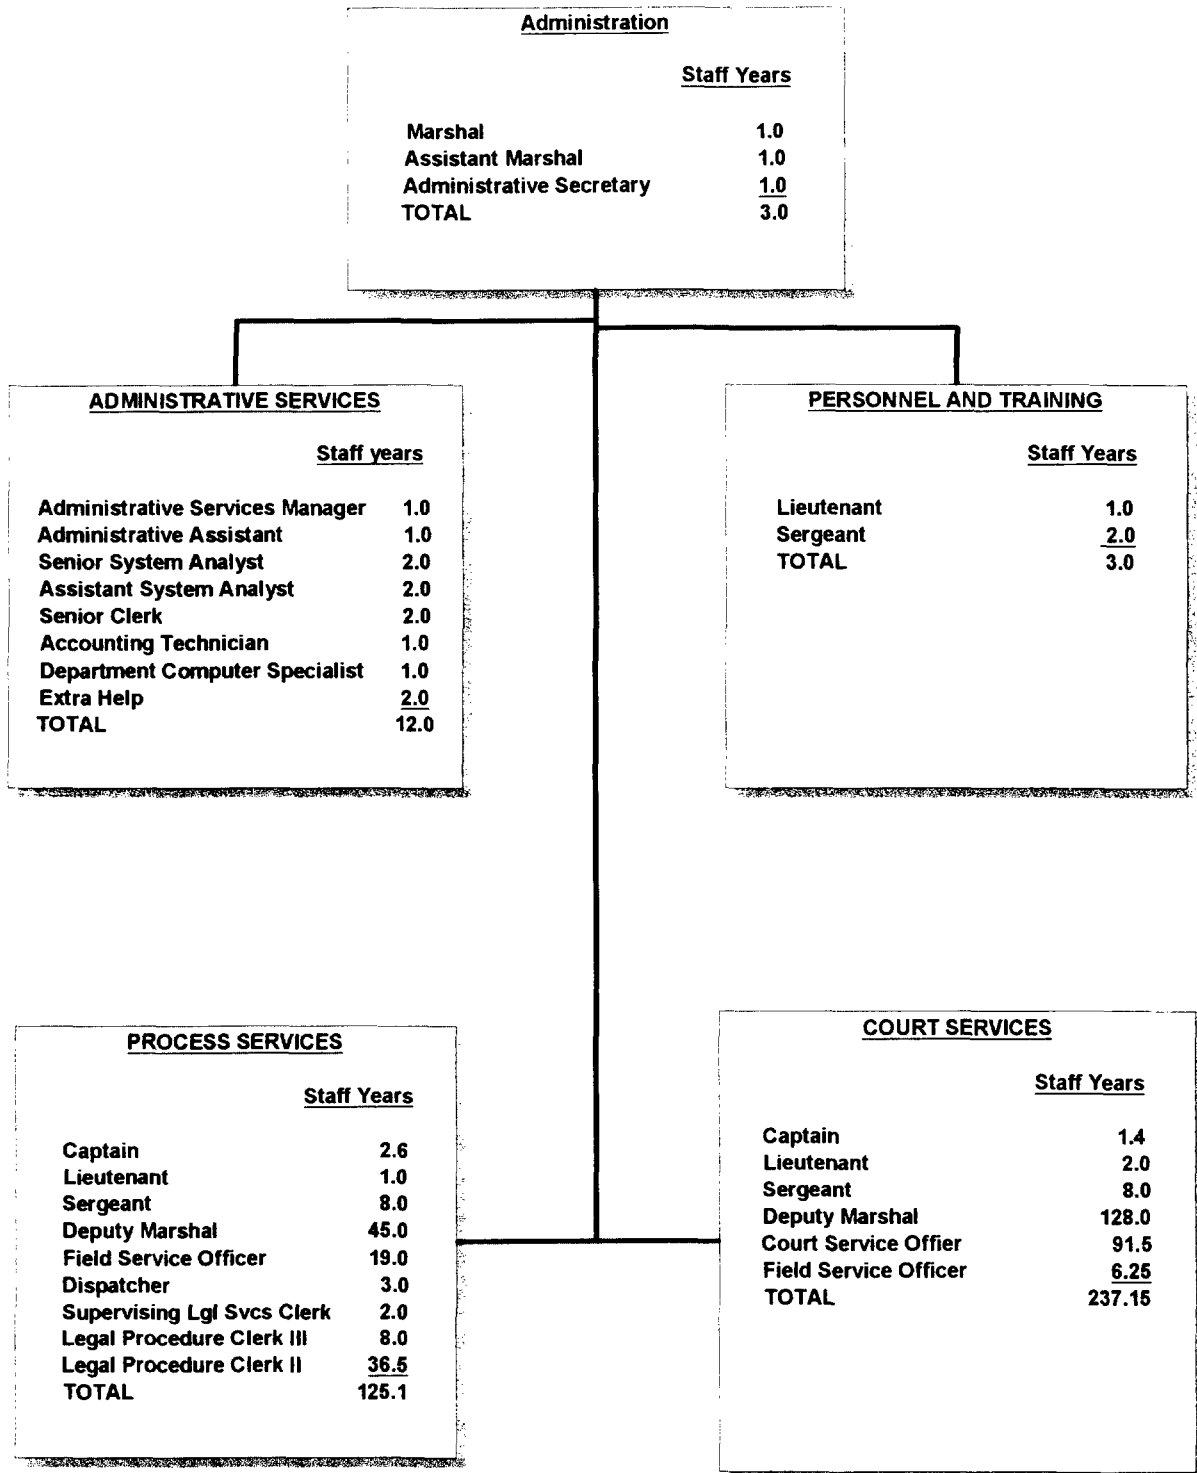 Administration
Staff Years
Marshal 1.0
Assistant Marshal 1.0
Administrative Secretary 1.0
TOTAL 3.0
ADMINISTRATIVE SERVICES
Staff years
Administrative Services Manager 1.0
Administrative Assistant 1.0
Senior System Analyst 2.0
Assistant System Analyst 2.0
Senior Clerk 2.0
Accounting Technician 1.0
Department Computer Specialist 1.0
Extra Help 2.0
TOTAL 12.0
PERSONNEL AND TRAINING
Staff Years
Lieutenant 1.0
Sergeant 2.0
TOTAL 3.0
PROCESS SERVICES
Staff Years
Captain 2.6
Lieutenant 1.0
Sergeant 8.0
Deputy Marshal 45.0
Field Service Officer 19.0
Dispatcher 3.0
Supervising Lgl Svcs Clerk 2.0
Legal Procedure Clerk III 8.0
Legal Procedure Clerk II 36.5
TOTAL 125.1
COURT SERVICES
Staff Years
Captain 1.4
Lieutenant 2.0
Sergeant 8.0
Deputy Marshal 128.0
Court Service Offier 91.5
Field Service Officer 6.25
TOTAL 237.15